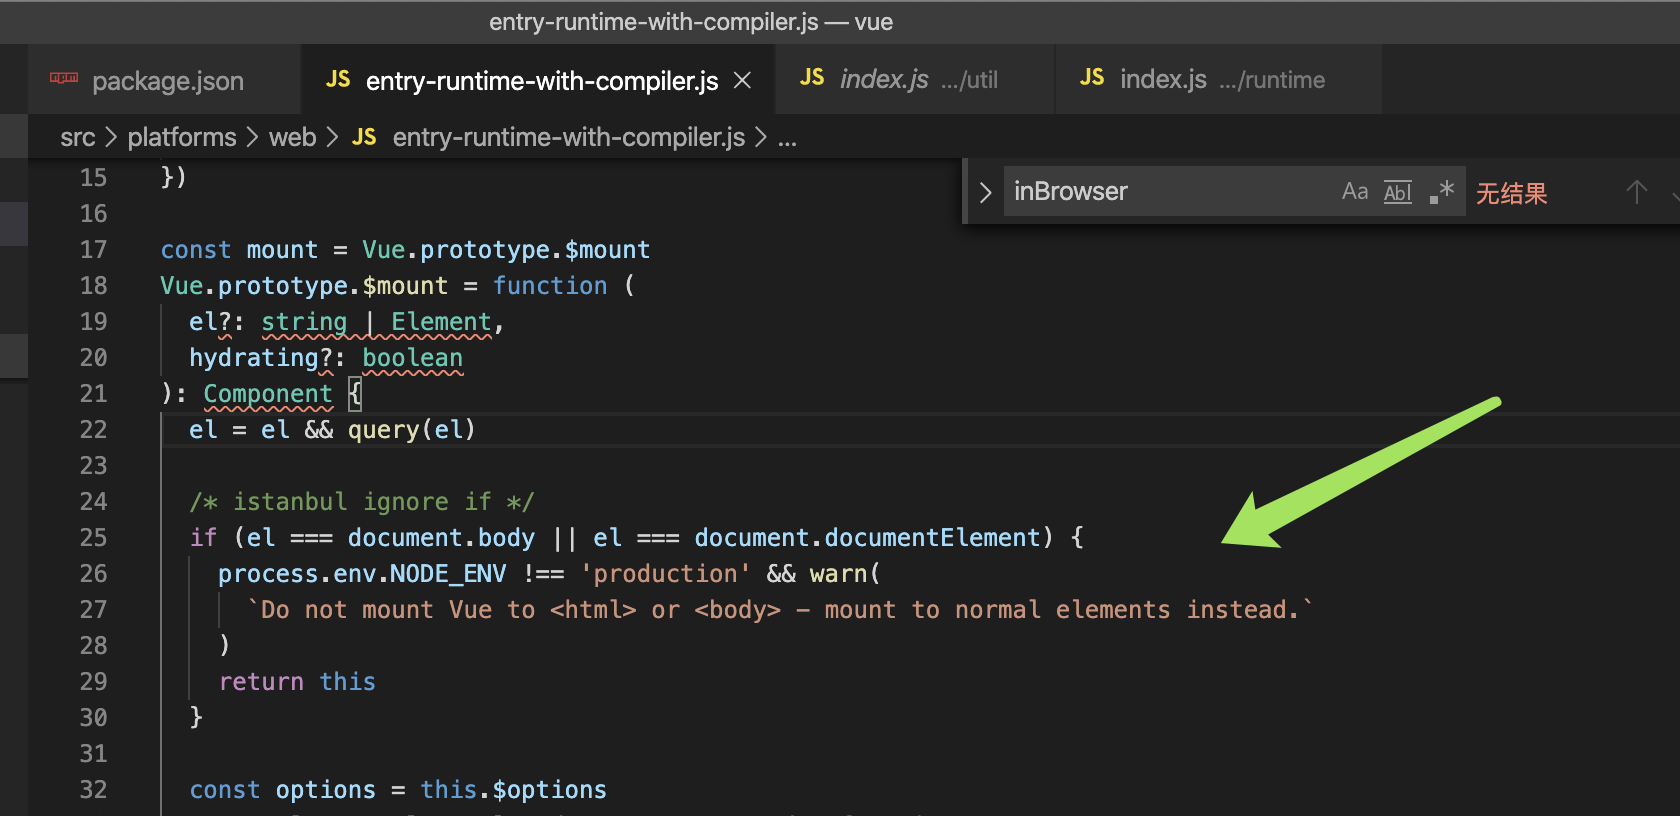 entry-runtime-with-compiler.js — vue
package.json
JS entry-runtime-with-compiler.js
JS index.js .../util
JS index.js .../runtime
src > platforms > web > JS entry-runtime-with-compiler.js > ...
inBrowser Aa Abl .* 无结果
15 })
16
17 const mount = Vue.prototype.$mount
18 Vue.prototype.$mount = function (
19 el?: string | Element,
20 hydrating?: boolean
21 ): Component {
22 el = el && query(el)
23
24 /* istanbul ignore if */
25 if (el === document.body || el === document.documentElement) {
26 process.env.NODE_ENV !== 'production' && warn(
27 `Do not mount Vue to <html> or <body> - mount to normal elements instead.`
28 )
29 return this
30 }
31
32 const options = this.$options